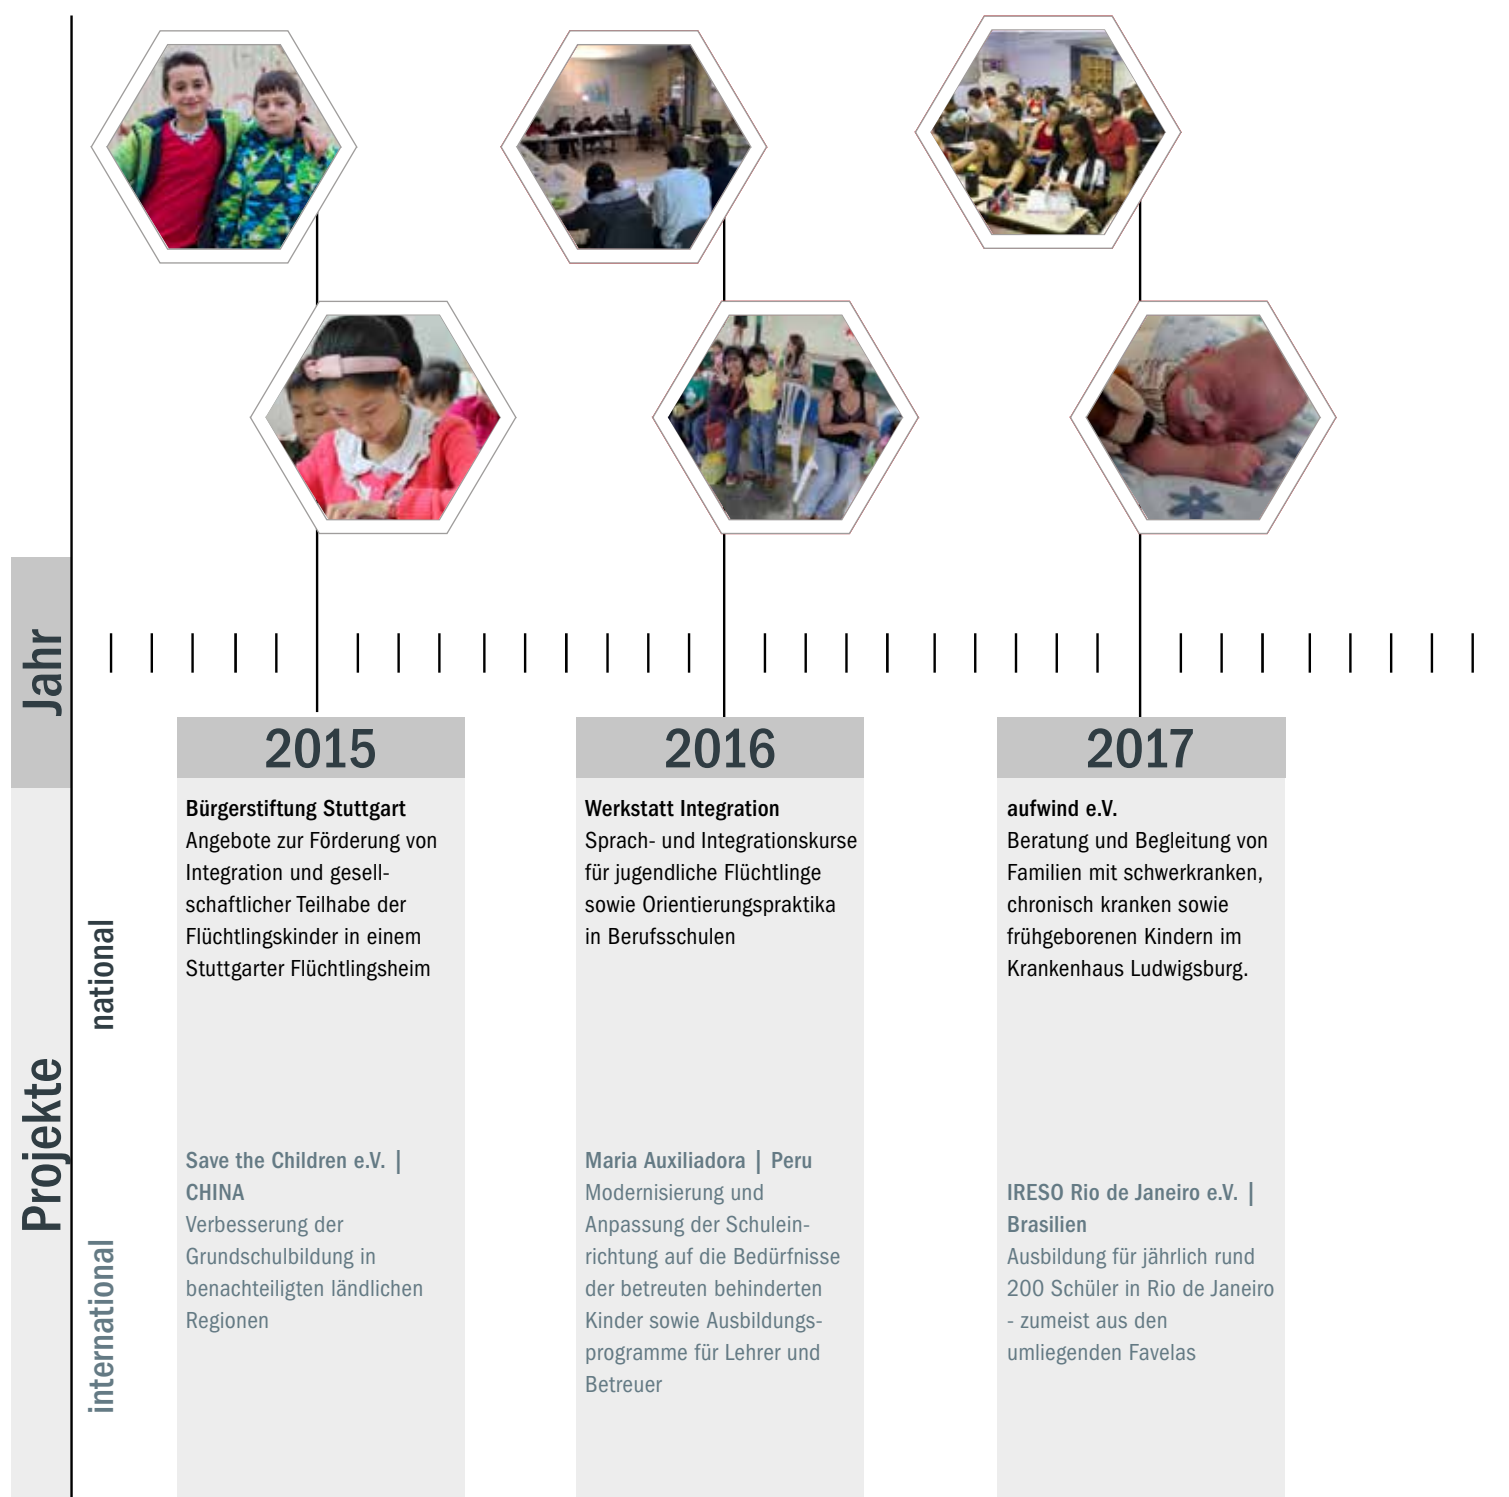 Jahr
Projekte
national
international
2015
Bürgerstiftung Stuttgart
Angebote zur Förderung von
Integration und gesell-
schaftlicher Teilhabe der
Flüchtlingskinder in einem
Stuttgarter Flüchtlingsheim
Save the Children e.V. |
CHINA
Verbesserung der
Grundschulbildung in
benachteiligten ländlichen
Regionen
2016
Werkstatt Integration
Sprach- und Integrationskurse
für jugendliche Flüchtlinge
sowie Orientierungspraktika
in Berufsschulen
Maria Auxiliadora | Peru
Modernisierung und
Anpassung der Schulein-
richtung auf die Bedürfnisse
der betreuten behinderten
Kinder sowie Ausbildungs-
programme für Lehrer und
Betreuer
2017
aufwind e.V.
Beratung und Begleitung von
Familien mit schwerkranken,
chronisch kranken sowie
frühgeborenen Kindern im
Krankenhaus Ludwigsburg.
IRESO Rio de Janeiro e.V. |
Brasilien
Ausbildung für jährlich rund
200 Schüler in Rio de Janeiro
- zumeist aus den
umliegenden Favelas